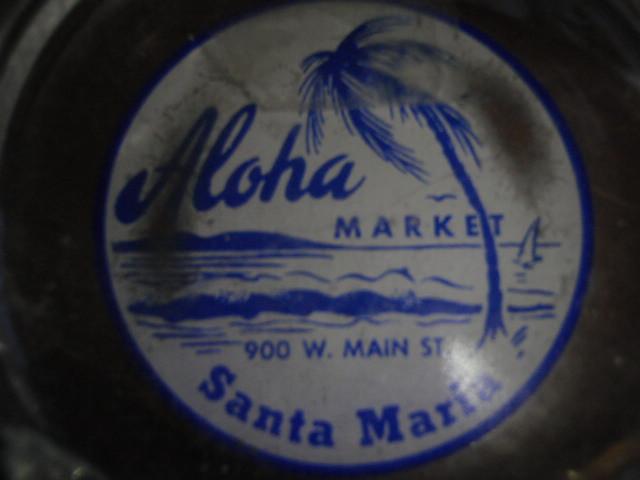 Aloha
MARKET
900 W. MAIN ST.
Santa Maria